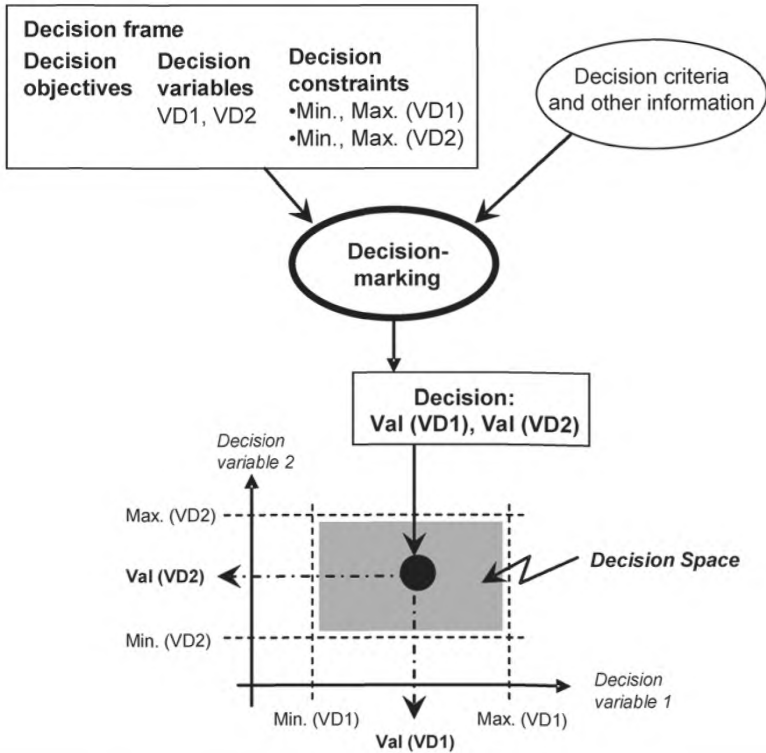 Decision frame
Decision objectives
Decision variables
VD1, VD2
Decision constraints
•Min., Max. (VD1)
•Min., Max. (VD2)
Decision criteria
and other information
Decision-
marking
Decision:
Val (VD1), Val (VD2)
Decision
variable 2
Max. (VD2)
Val (VD2)
Min. (VD2)
Decision Space
Decision
variable 1
Min. (VD1)
Max. (VD1)
Val (VD1)